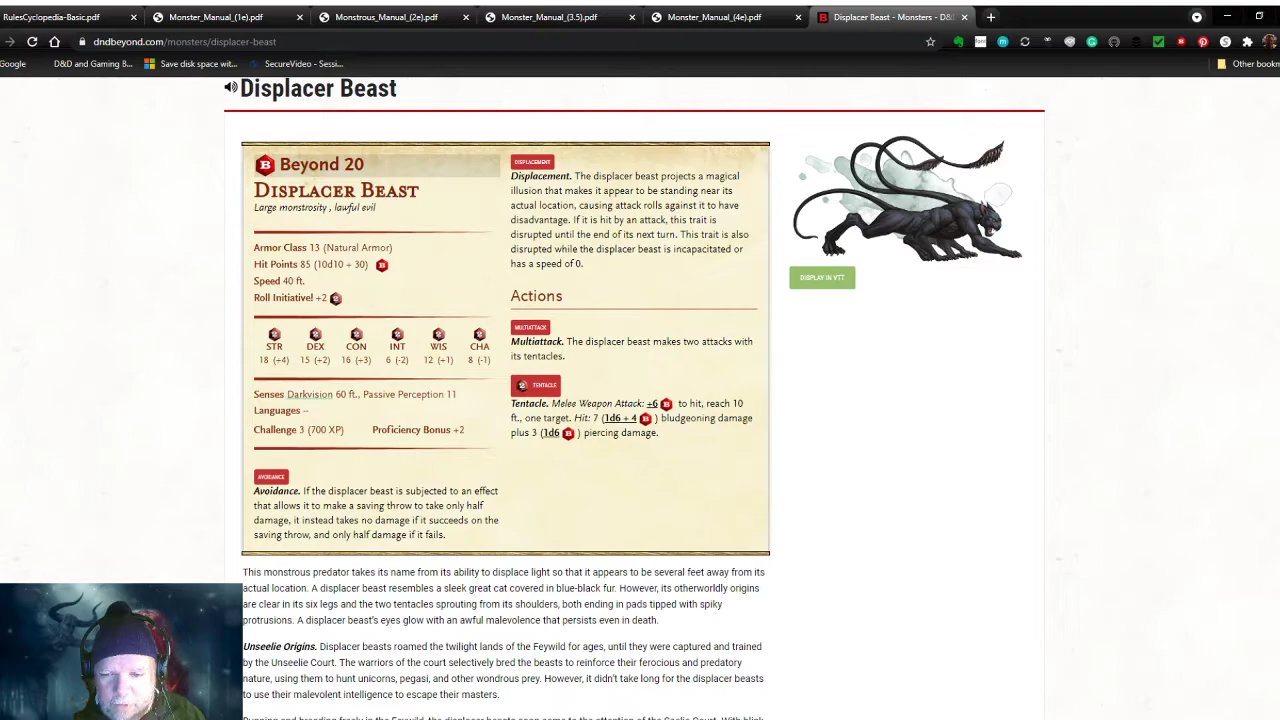 RulesCyclopedia-Basic.pdf
Monster_Manual_(1e).pdf
Monstrous_Manual_(2e).pdf
Monster_Manual_(3.5).pdf
Monster_Manual_(4e).pdf
Displacer Beast - Monsters - D&
dndbeyond.com/monsters/displacer-beast
Google
D&D and Gaming B...
Save disk space wit...
SecureVideo - Sessi...
Other bookm
Displacer Beast
Beyond 20
DISPLACER BEAST
Large monstrosity , lawful evil
Armor Class 13 (Natural Armor)
Hit Points 85 (10d10 + 30)
Speed 40 ft.
Roll Initiative! +2
STR DEX CON INT WIS CHA
18 (+4) 15 (+2) 16 (+3) 6 (-2) 12 (+1) 8 (-1)
Senses Darkvision 60 ft., Passive Perception 11
Languages --
Challenge 3 (700 XP) Proficiency Bonus +2
AVOIDANCE
Avoidance. If the displacer beast is subjected to an effect
that allows it to make a saving throw to take only half
damage, it instead takes no damage if it succeeds on the
saving throw, and only half damage if it fails.
DISPLACEMENT
Displacement. The displacer beast projects a magical
illusion that makes it appear to be standing near its
actual location, causing attack rolls against it to have
disadvantage. If it is hit by an attack, this trait is
disrupted until the end of its next turn. This trait is also
disrupted while the displacer beast is incapacitated or
has a speed of 0.
Actions
MULTIATTACK
Multiattack. The displacer beast makes two attacks with
its tentacles.
TENTACLE
Tentacle. Melee Weapon Attack: +6 to hit, reach 10
ft., one target. Hit: 7 (1d6 + 4 ) bludgeoning damage
plus 3 (1d6 ) piercing damage.
DISPLAY IN VTT
This monstrous predator takes its name from its ability to displace light so that it appears to be several feet away from its
actual location. A displacer beast resembles a sleek great cat covered in blue-black fur. However, its otherworldly origins
are clear in its six legs and the two tentacles sprouting from its shoulders, both ending in pads tipped with spiky
protrusions. A displacer beast's eyes glow with an awful malevolence that persists even in death.
Unseelie Origins. Displacer beasts roamed the twilight lands of the Feywild for ages, until they were captured and trained
by the Unseelie Court. The warriors of the court selectively bred the beasts to reinforce their ferocious and predatory
nature, using them to hunt unicorns, pegasi, and other wondrous prey. However, it didn't take long for the displacer beasts
to use their malevolent intelligence to escape their masters.